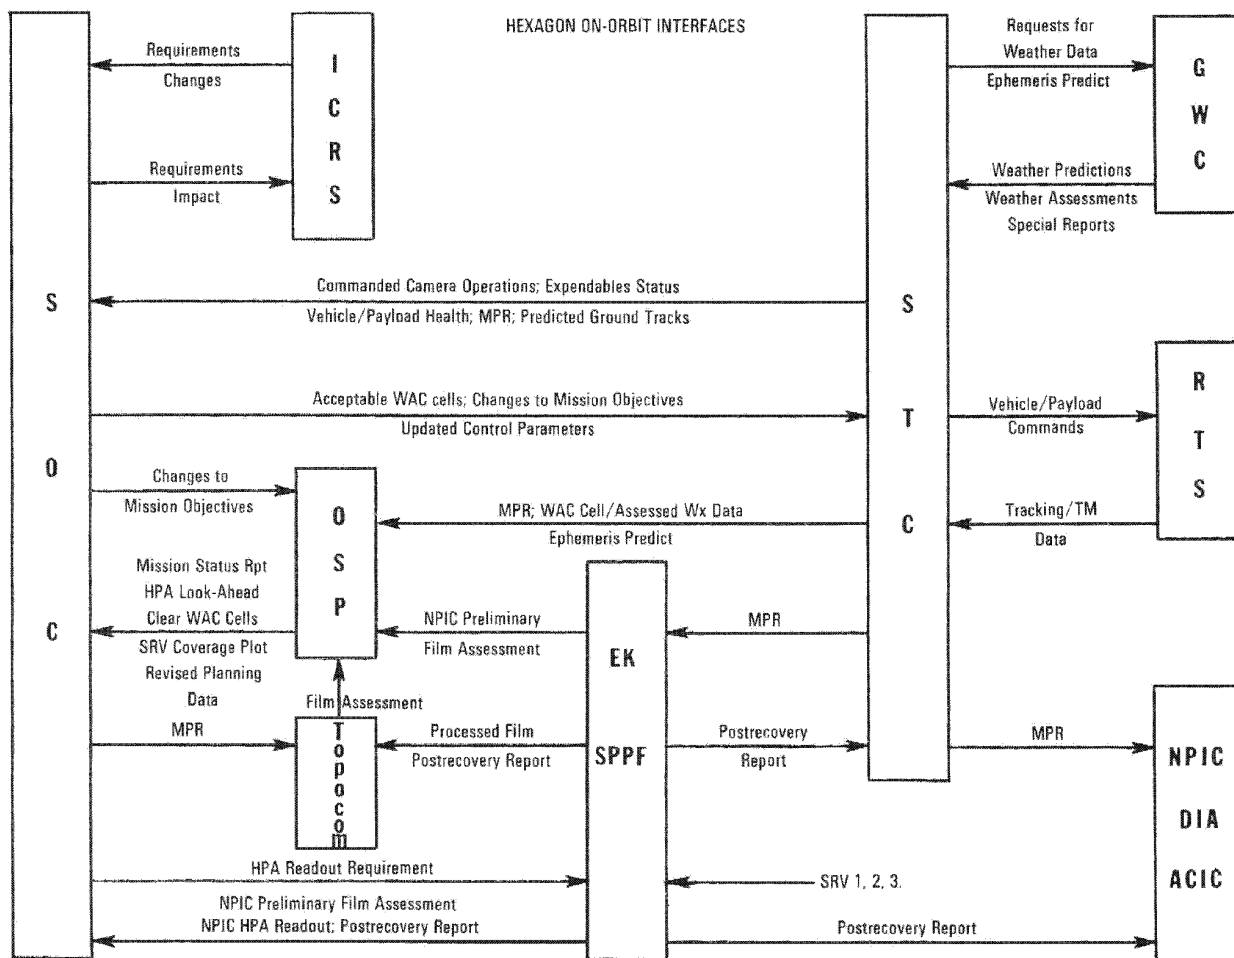 HEXAGON ON-ORBIT INTERFACES
Requirements
Changes
Requirements
Impact
ICRS
Requests for
Weather Data
Ephemeris Predict
GWC
Weather Predictions
Weather Assessments
Special Reports
Commanded Camera Operations; Expendables Status
Vehicle/Payload Health; MPR; Predicted Ground Tracks
SOC
STC
Acceptable WAC cells; Changes to Mission Objectives
Updated Control Parameters
Vehicle/Payload
Commands
RTS
Tracking/TM
Data
Changes to
Mission Objectives
OSP
MPR; WAC Cell/Assessed Wx Data
Ephemeris Predict
Mission Status Rpt
HPA Look-Ahead
Clear WAC Cells
SRV Coverage Plot
Revised Planning
Data
NPIC Preliminary
Film Assessment
EK
SPPF
MPR
Film Assessment
MPR
Topocom
Processed Film
Postrecovery Report
Postrecovery
Report
MPR
NPIC
DIA
ACIC
HPA Readout Requirement
SRV 1, 2, 3.
NPIC Preliminary Film Assessment
NPIC HPA Readout; Postrecovery Report
Postrecovery Report